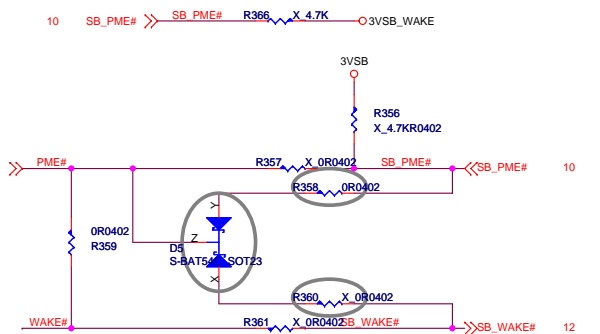 10 SB_PME# SB_PME# R366 X_4.7K 3VSB_WAKE
3VSB
R356
X_4.7KR0402
PME# R357 X_0R0402 SB_PME# SB_PME# 10
R358 0R0402
Y
0R0402
R359
Z
D5
SOT23
X
R360 X_0R0402
WAKE# R361 X_0R0402 SB_WAKE# SB_WAKE# 12